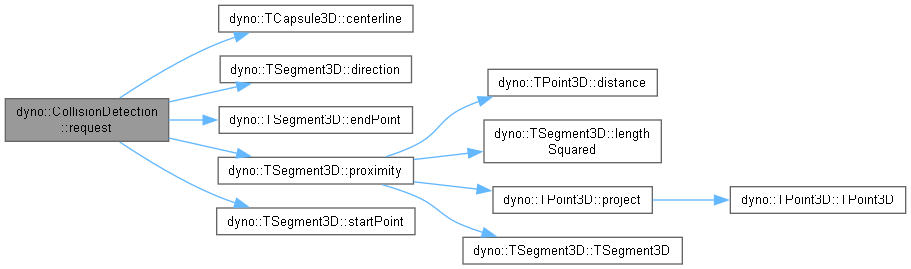 dyno::TCapsule3D::centerline
dyno::TSegment3D::direction
dyno::TPoint3D::distance
dyno::CollisionDetection
::request
dyno::TSegment3D::endPoint
dyno::TSegment3D::length
Squared
dyno::TSegment3D::proximity
dyno::TPoint3D::project
dyno::TPoint3D::TPoint3D
dyno::TSegment3D::startPoint
dyno::TSegment3D::TSegment3D